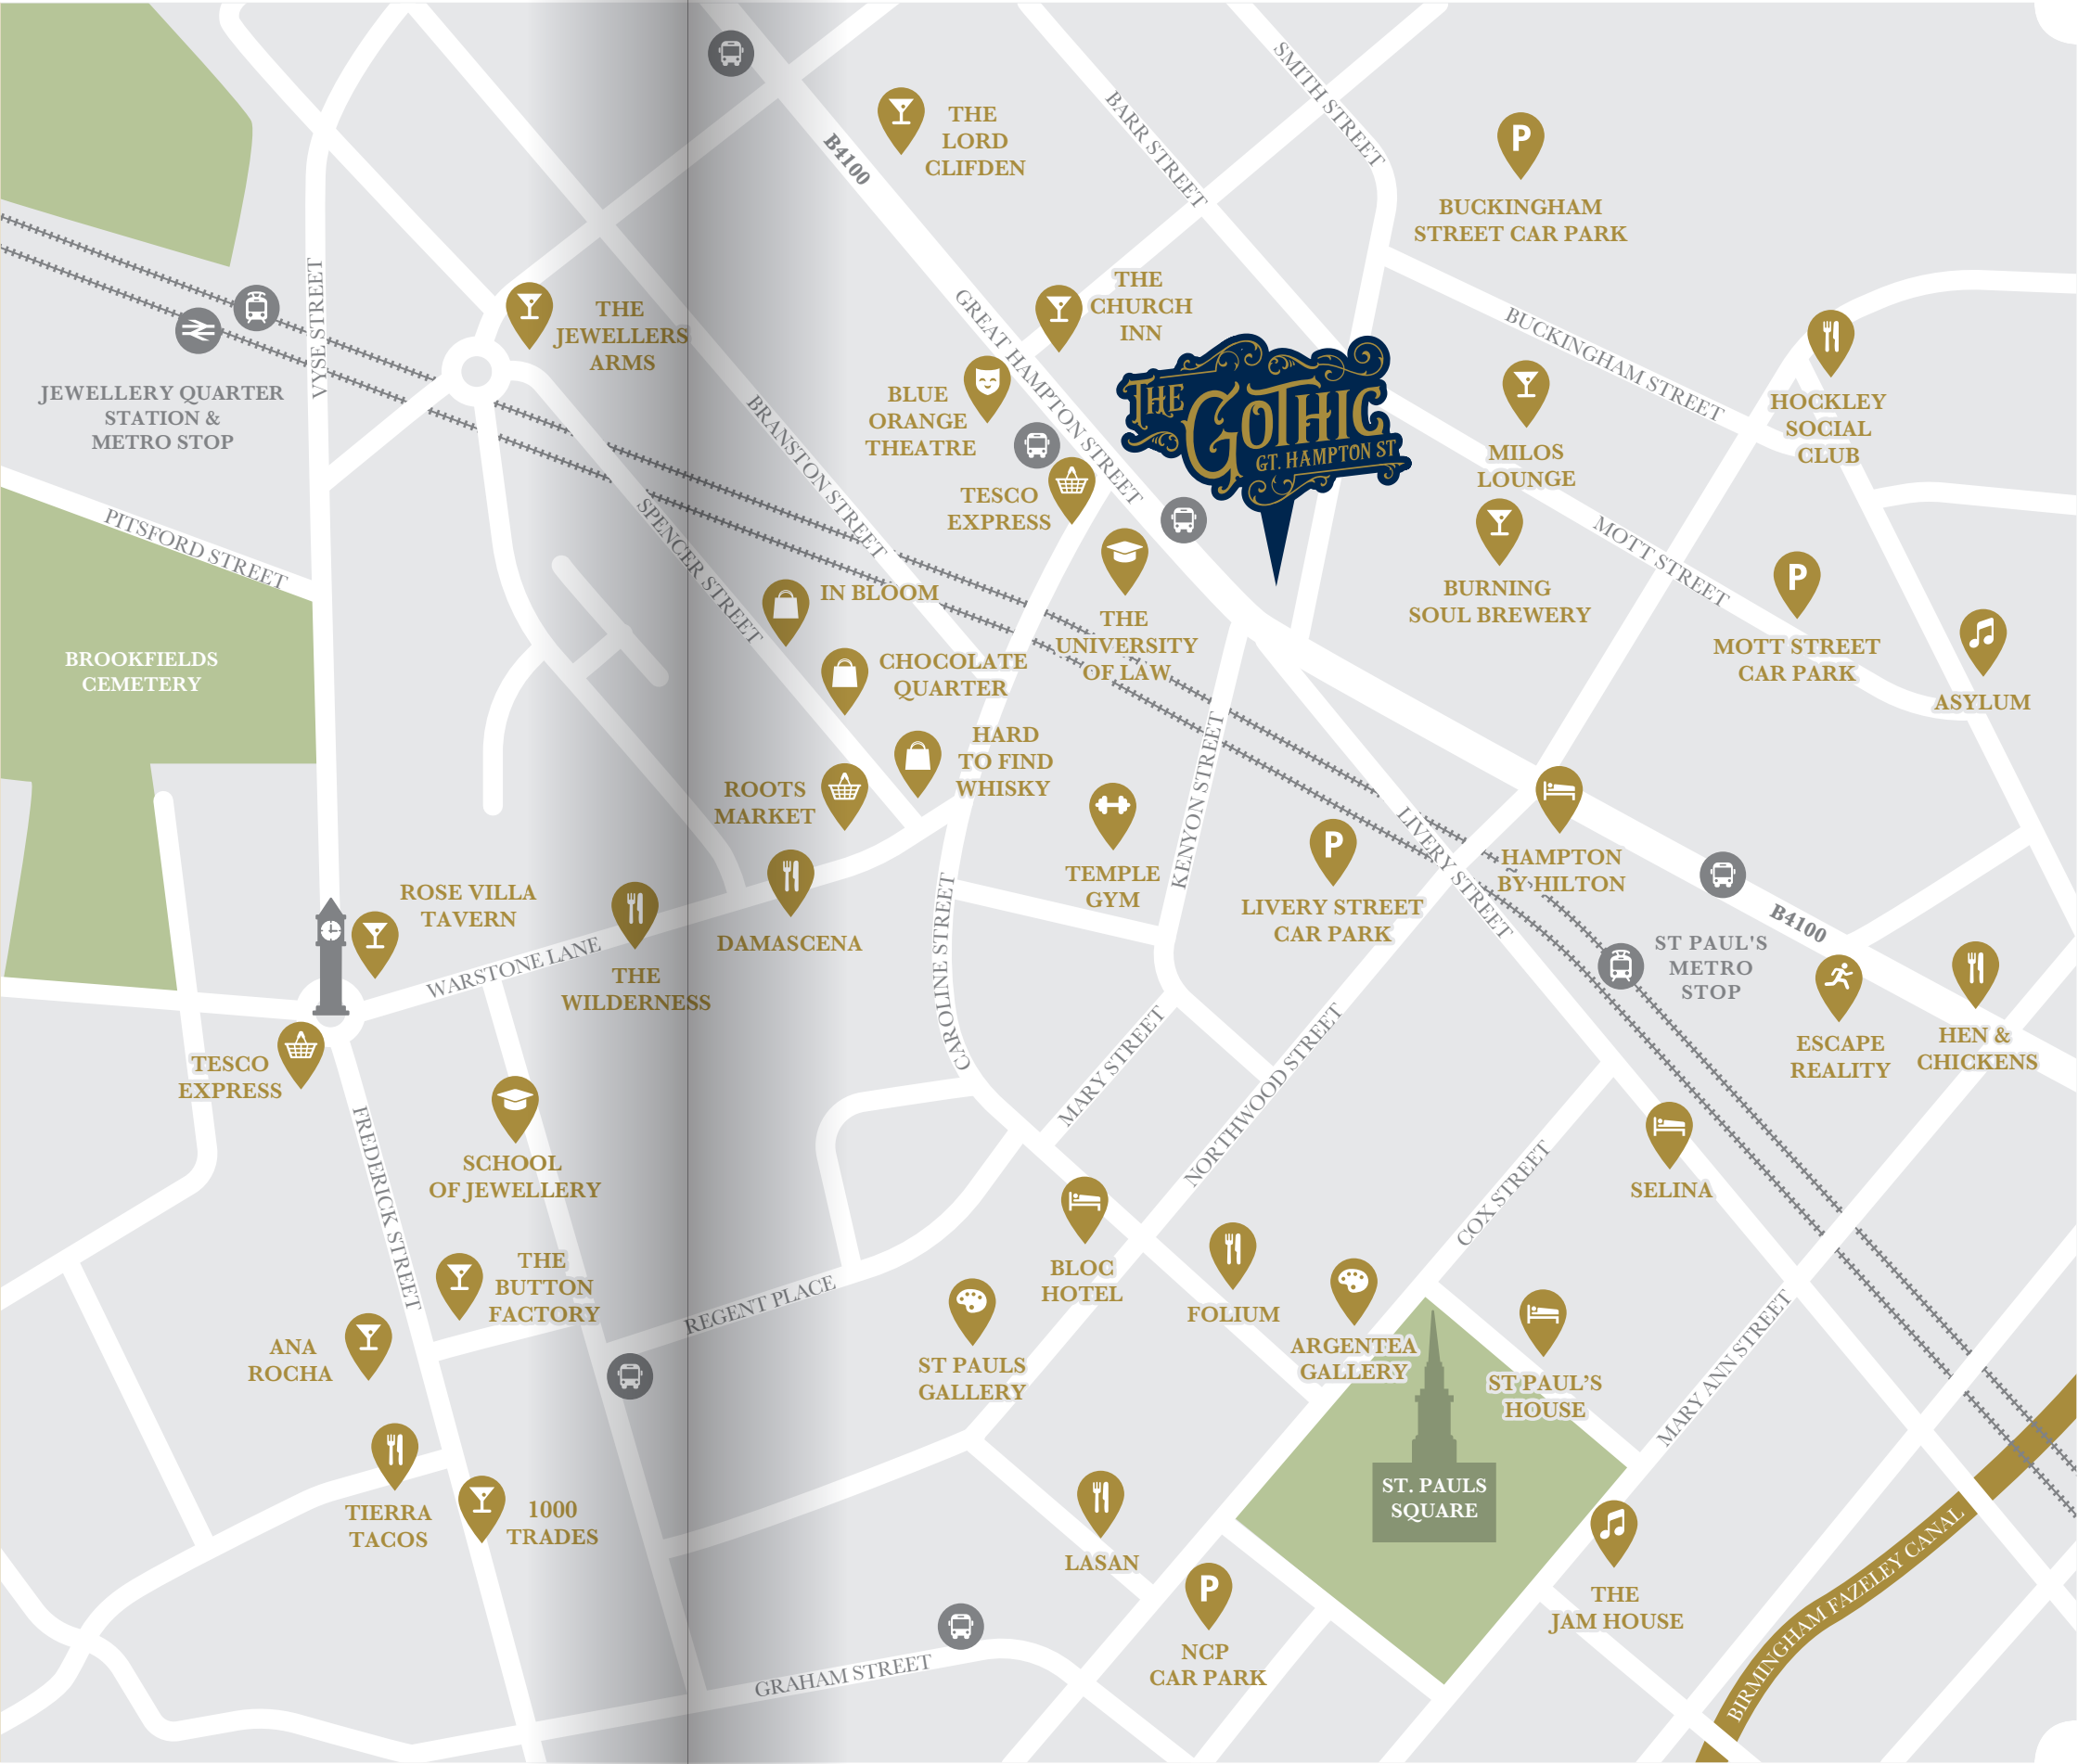 SMITH STREET
BARR STREET
B4100
THE
LORD
CLIFDEN
P
BUCKINGHAM
STREET CAR PARK
VYSE STREET
THE
JEWELLERS
ARMS
THE
CHURCH
INN
GREAT HAMPTON STREET
THE
GOTHIC
GT. HAMPTON ST
BUCKINGHAM STREET
JEWELLERY QUARTER
STATION &
METRO STOP
BLUE
ORANGE
THEATRE
BRANSTON STREET
HOCKLEY
SOCIAL
CLUB
MILOS
LOUNGE
TESCO
EXPRESS
PITSFORD STREET
SPENCER STREET
MOTT STREET
IN BLOOM
BURNING
SOUL BREWERY
P
THE
UNIVERSITY
OF LAW
MOTT STREET
CAR PARK
BROOKFIELDS
CEMETERY
CHOCOLATE
QUARTER
ASYLUM
HARD
TO FIND
WHISKY
KENYON STREET
ROOTS
MARKET
P
LIVERY STREET
HAMPTON
BY HILTON
TEMPLE
GYM
ROSE VILLA
TAVERN
LIVERY STREET
CAR PARK
CAROLINE STREET
B4100
DAMASCENA
WARSTONE LANE
THE
WILDERNESS
ST PAUL'S
METRO
STOP
ESCAPE
REALITY
HEN &
CHICKENS
TESCO
EXPRESS
MARY STREET
NORTHWOOD STREET
FREDERICK STREET
SCHOOL
OF JEWELLERY
COX STREET
SELINA
THE
BUTTON
FACTORY
BLOC
HOTEL
REGENT PLACE
FOLIUM
ANA
ROCHA
ST PAULS
GALLERY
ARGENTEA
GALLERY
ST PAUL’S
HOUSE
MARY ANN STREET
ST. PAULS
SQUARE
TIERRA
TACOS
1000
TRADES
LASAN
P
THE
JAM HOUSE
BIRMINGHAM FAZELEY CANAL
NCP
CAR PARK
GRAHAM STREET